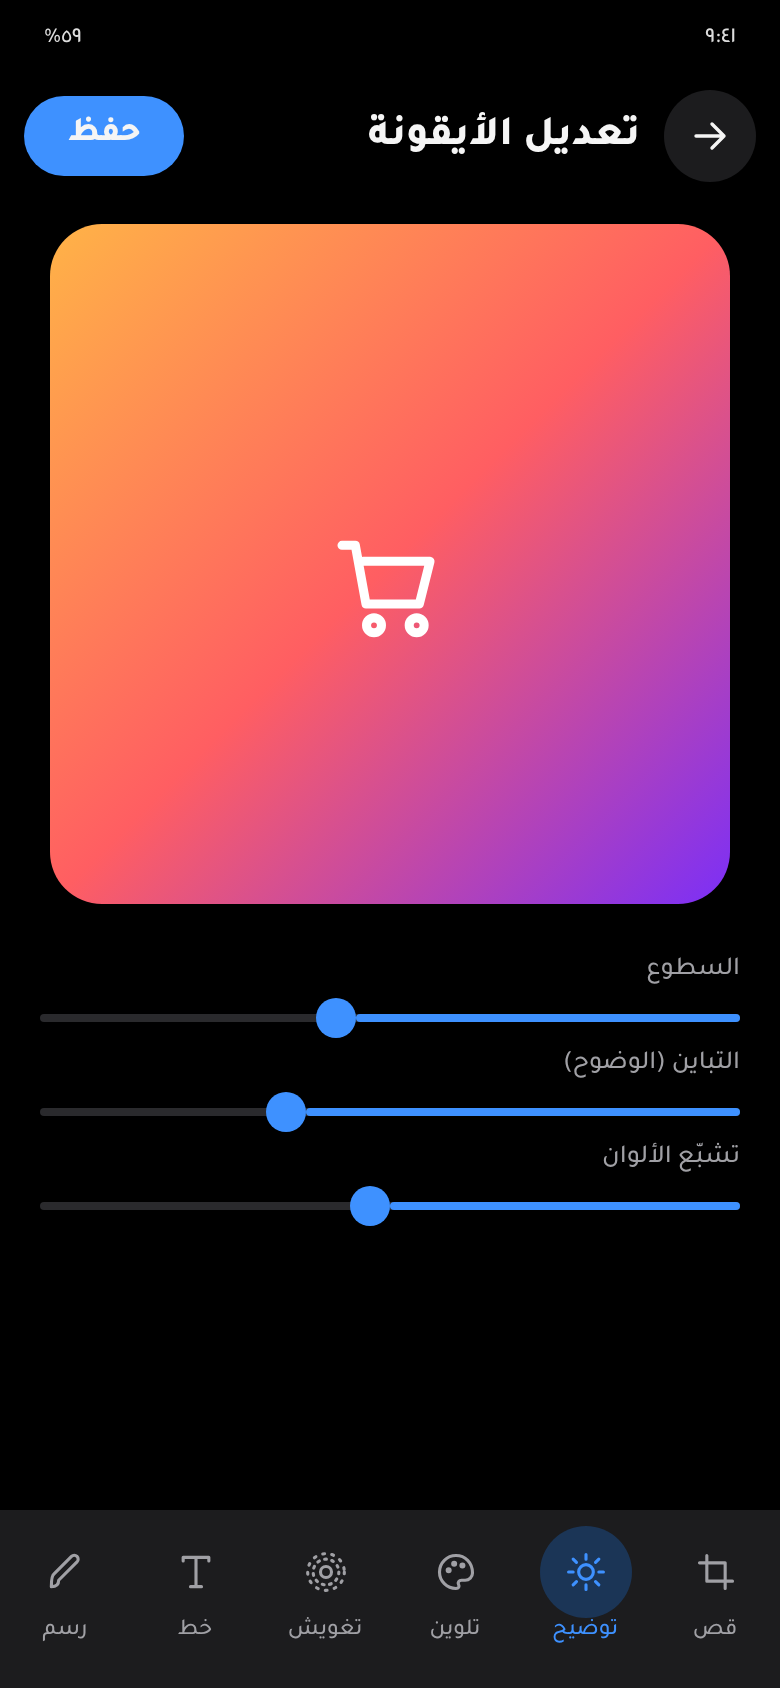 ٩:٤١
٥٩%
تعديل الأيقونة
حفظ
السطوع
التباين (الوضوح)
تشبّع الألوان
قص
توضيح
تلوين
تغويش
خط
رسم